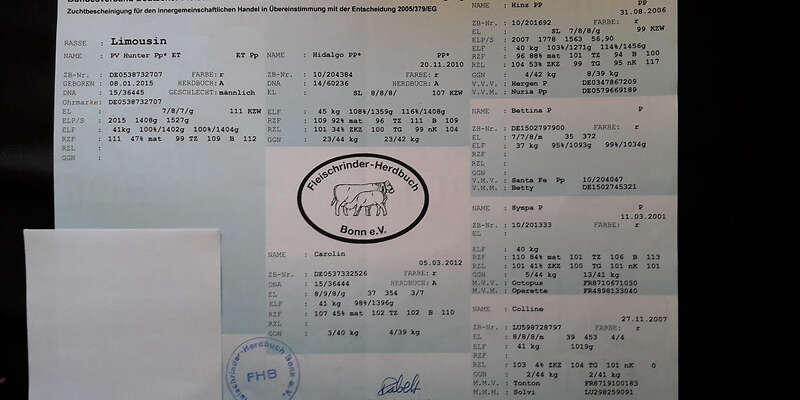 Zuchtbescheinigung für den innergemeinschaftlichen Handel in Übereinstimmung mit der Entscheidung 2005/379/EG
RASSE : Limousin
NAME : PV Hunter Pp* ET ET Pp
ZB-Nr. : DE0538732707 FARBE: r
GEBOREN : 08.01.2015 HERDBUCH: A
DNA : 15/36445 GESCHLECHT: männlich
Ohrmarke: DE0538732707
EL : 7/8/7/g 111 KZW
ELP/S : 2015 1408g 1527g
ELF : 41kg 100%/1402g 100%/1404g
RZF : 111 47% mat 99 TZ 109 B 112
RZL :
GGN :
NAME : Hidalgo PP* PP*
20.11.2010
ZB-Nr. : 10/204384 FARBE: r
DNA : 14/60236 HERDBUCH: A
KL : SL 8/8/8/ 107 KZW
ELF : 45 kg 108%/1359g 116%/1408g
RZF : 109 92% mat 96 TZ 111 B 109
RZL : 101 34% ZKZ 100 TG 99 nK 104
GGN : 23/44 kg 23/42 kg
Fleischrinder-Herdbuch
Bonn e.V.
NAME : Carolin
05.03.2012
ZB-Nr. : DE0537332526 FARBE: r
DNA : 15/36444 HERDBUCH: A
EL : 8/9/8/g 37 354 3/7
ELF : 41 kg 98%/1396g
RZF : 107 45% mat 102 TZ 102 B 110
RZL :
GGN : 3/40 kg 4/39 kg
Fleischrinder-Herdbuch Bonn e.V.
FHB
NAME : Hinz PP PP
31.08.2006
ZB-Nr. : 10/201692 FARBE: r
EL : SL 7/8/8/g 99 KZW
ELP/S : 2007 1778 1563 56,90
ELF : 40 kg 103%/1271g 114%/1456g
RZF : 96 88% mat 101 TZ 94 B 100
RZL : 104 53% ZKZ 99 TG 95 nK 117
GGN : 4/42 kg 8/39 kg
V.V.V.: Hergen P DE0347867209
V.V.M.: Nuria Pp DE0579669189
NAME : Bettina P P
ZB-Nr. : DE1502797900 FARBE: r
EL : 7/7/8/m 35 372
ELF : 37 kg 95%/1093g 99%/1034g
RZF :
RZL :
GGN :
V.M.V.: Santa Fe Pp 10/204047
V.M.M.: Betty DE1502745321
NAME : Hympa P P
11.03.2001
ZB-Nr. : 10/201333 FARBE: r
EL :
ELF : 40 kg
RZF : 110 84% mat 101 TZ 106 B 113
RZL : 101 41% ZKZ 100 TG 101 nK 101
GGN : 5/44 kg 13/41 kg
M.V.V.: Octopus FR8710671030
M.V.M.: Operette FR4898133040
NAME : Colline
27.11.2007
ZB-Nr. : LU598728797 FARBE: r
EL : 8/8/8/m 39 453 4/4
ELF : 41 kg 1019g
RZF :
RZL : 103 4% ZKZ 104 TG 101 nK 0
GGN : 2/44 kg 2/41 kg
M.M.V.: Tonton FR8719100183
M.M.M.: Solvi LU298259091